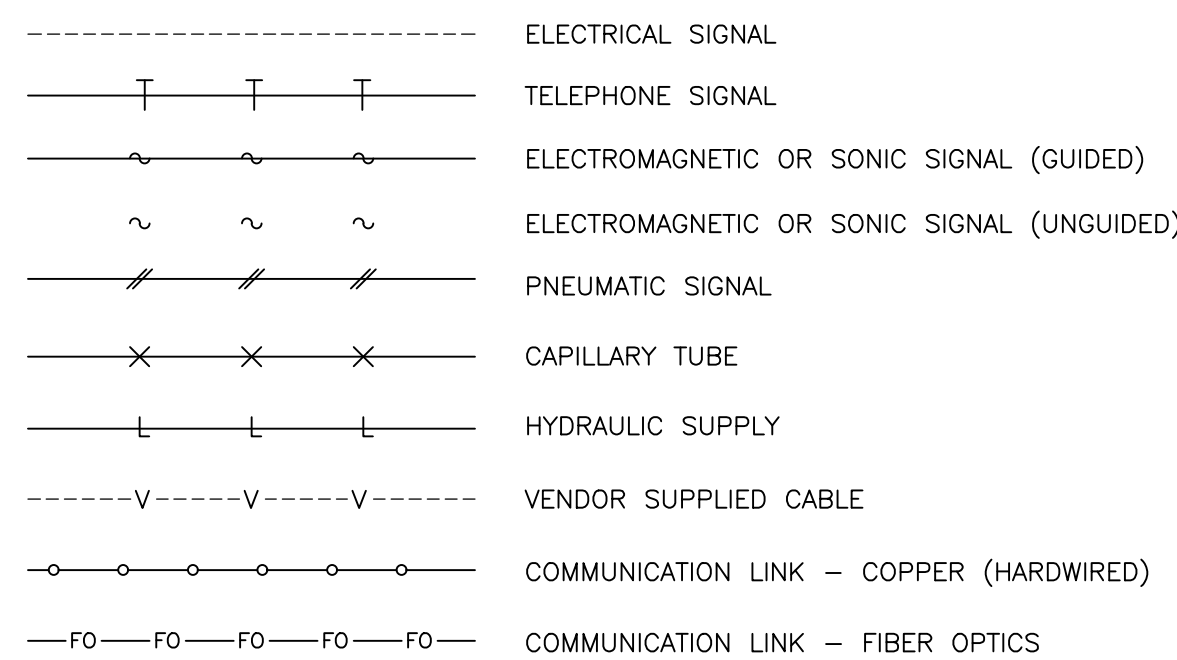 ELECTRICAL SIGNAL
T T T TELEPHONE SIGNAL
ELECTROMAGNETIC OR SONIC SIGNAL (GUIDED)
ELECTROMAGNETIC OR SONIC SIGNAL (UNGUIDED)
PNEUMATIC SIGNAL
CAPILLARY TUBE
L L L HYDRAULIC SUPPLY
V V V VENDOR SUPPLIED CABLE
COMMUNICATION LINK – COPPER (HARDWIRED)
FO FO FO FO FO COMMUNICATION LINK – FIBER OPTICS